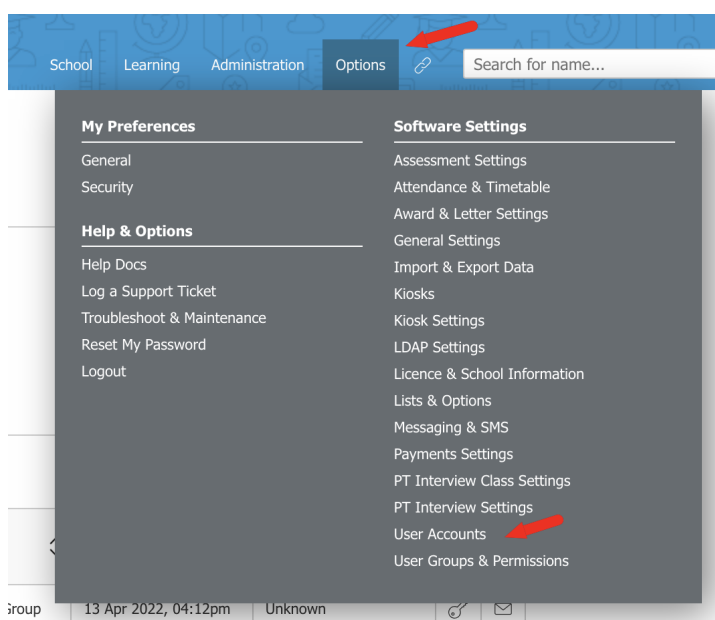 School Learning Administration Options Search for name...
My Preferences
General
Security
Help & Options
Help Docs
Log a Support Ticket
Troubleshoot & Maintenance
Reset My Password
Logout
Software Settings
Assessment Settings
Attendance & Timetable
Award & Letter Settings
General Settings
Import & Export Data
Kiosks
Kiosk Settings
LDAP Settings
Licence & School Information
Lists & Options
Messaging & SMS
Payments Settings
PT Interview Class Settings
PT Interview Settings
User Accounts
User Groups & Permissions
Group 13 Apr 2022, 04:12pm Unknown